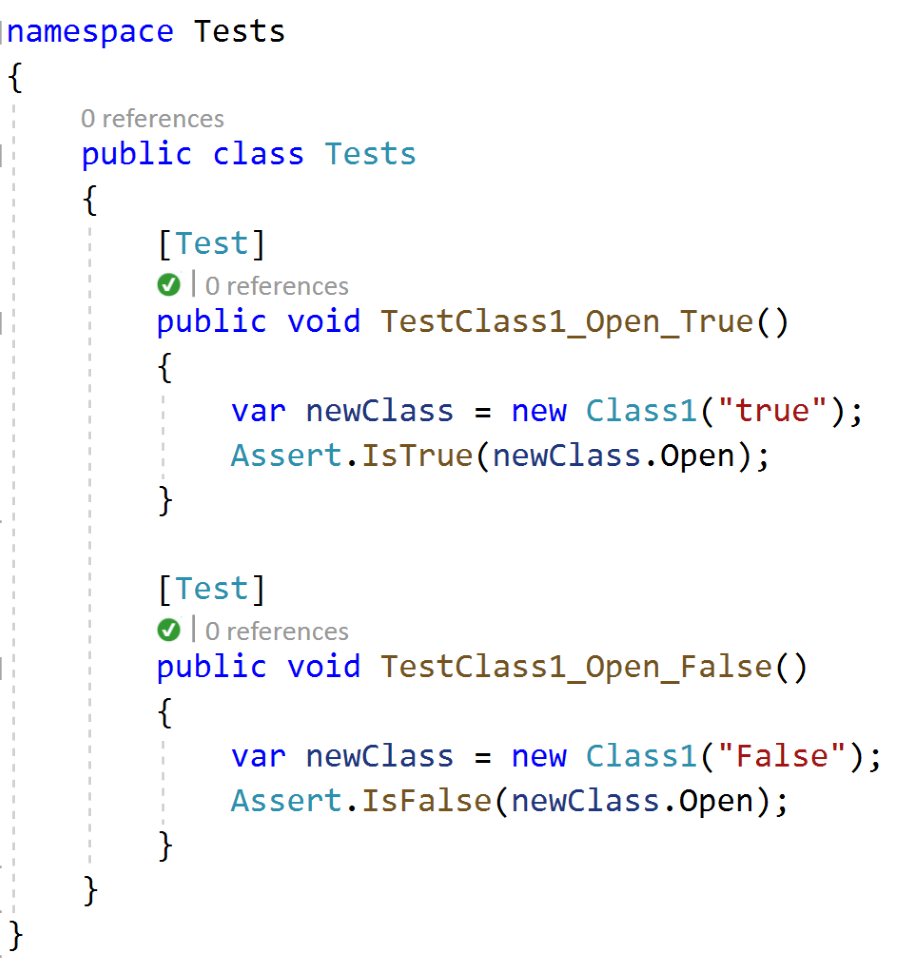 namespace Tests
{
0 references
public class Tests
{
[Test]
| 0 references
public void TestClass1_Open_True()
{
var newClass = new Class1("true");
Assert.IsTrue(newClass.Open);
}
[Test]
| 0 references
public void TestClass1_Open_False()
{
var newClass = new Class1("False");
Assert.IsFalse(newClass.Open);
}
}
}